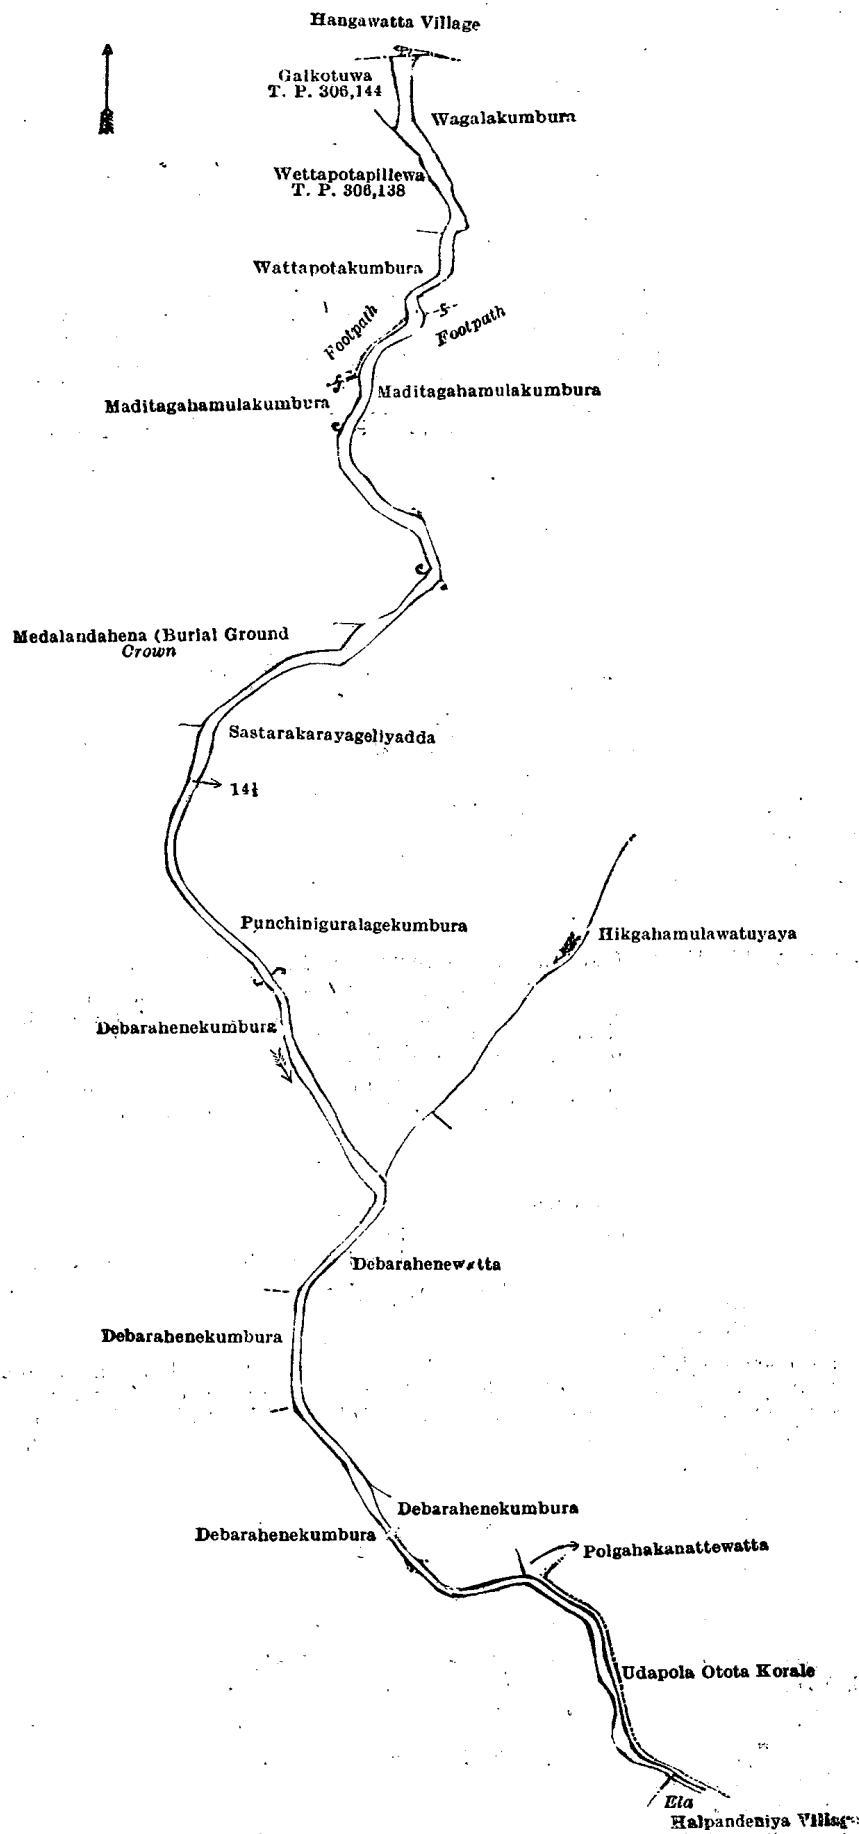 Hangawatta Village
Galkotuwa
T. P. 306,144
Wagalakumbura
Wettapotapillewa
T. P. 306,138
Wattapotakumbura
Footpath
Footpath
Maditagahamulakumbura
Maditagahamulakumbura
Medalandahena (Burial Ground
Crown
Sastarakarayageliyadda
Punchiniguralagekumbura
Hikgahamulawatuyaya
Debarahenekumbura
Debarahenewatta
Debarahenekumbura
Debarahenekumbura
Debarahenekumbura
Polgahakanattewatta
Udapola Otota Korale
Ela
Halpandeniya Village